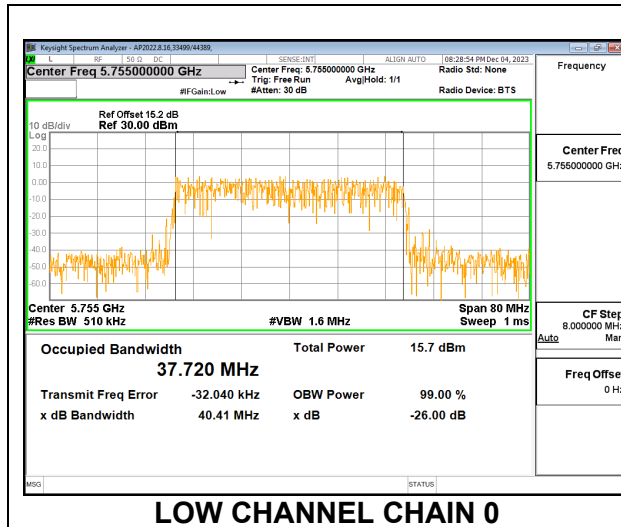 Keysight Spectrum Analyzer - AP2022.8.16,33499/44389,
L RF 50 Ω DC SENSE:INT ALIGN AUTO 08:28:54 PM Dec 04, 2023
Center Freq 5.755000000 GHz
Center Freq: 5.755000000 GHz
Radio Std: None
Trig: Free Run Avg|Hold: 1/1
#IFGain:Low
#Atten: 30 dB
Radio Device: BTS
Frequency
Ref Offset 15.2 dB
10 dB/div Ref 30.00 dBm
Log
20.0
10.0
0.00
-10.0
-20.0
-30.0
-40.0
-50.0
-60.0
Center 5.755 GHz Span 80 MHz
#Res BW 510 kHz #VBW 1.6 MHz Sweep 1 ms
Center Freq
5.755000000 GHz
CF Step
8.000000 MHz
Auto Man
Freq Offset
0 Hz
Occupied Bandwidth Total Power 15.7 dBm
37.720 MHz
Transmit Freq Error -32.040 kHz OBW Power 99.00 %
x dB Bandwidth 40.41 MHz x dB -26.00 dB
MSG STATUS
LOW CHANNEL CHAIN 0